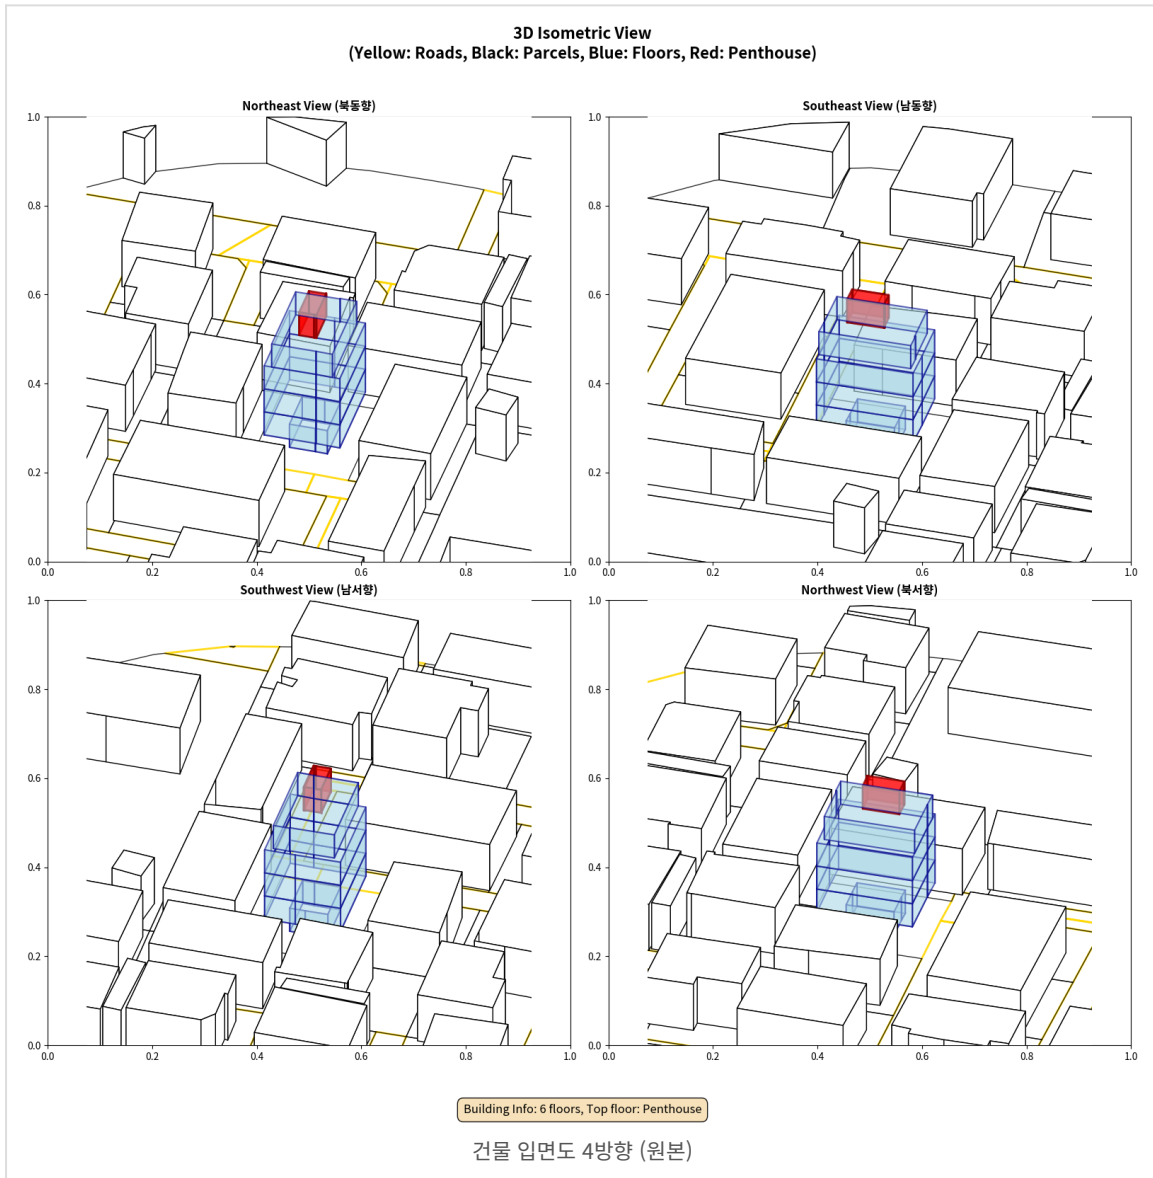 3D Isometric View
(Yellow: Roads, Black: Parcels, Blue: Floors, Red: Penthouse)
Northeast View (북동향)
1.0
0.8
0.6
0.4
0.2
0.0
0.0 0.2 0.4 0.6 0.8 1.0
Southeast View (남동향)
1.0
0.8
0.6
0.4
0.2
0.0
0.0 0.2 0.4 0.6 0.8 1.0
Southwest View (남서향)
1.0
0.8
0.6
0.4
0.2
0.0
0.0 0.2 0.4 0.6 0.8 1.0
Northwest View (북서향)
1.0
0.8
0.6
0.4
0.2
0.0
0.0 0.2 0.4 0.6 0.8 1.0
Building Info: 6 floors, Top floor: Penthouse
건물 입면도 4방향 (원본)